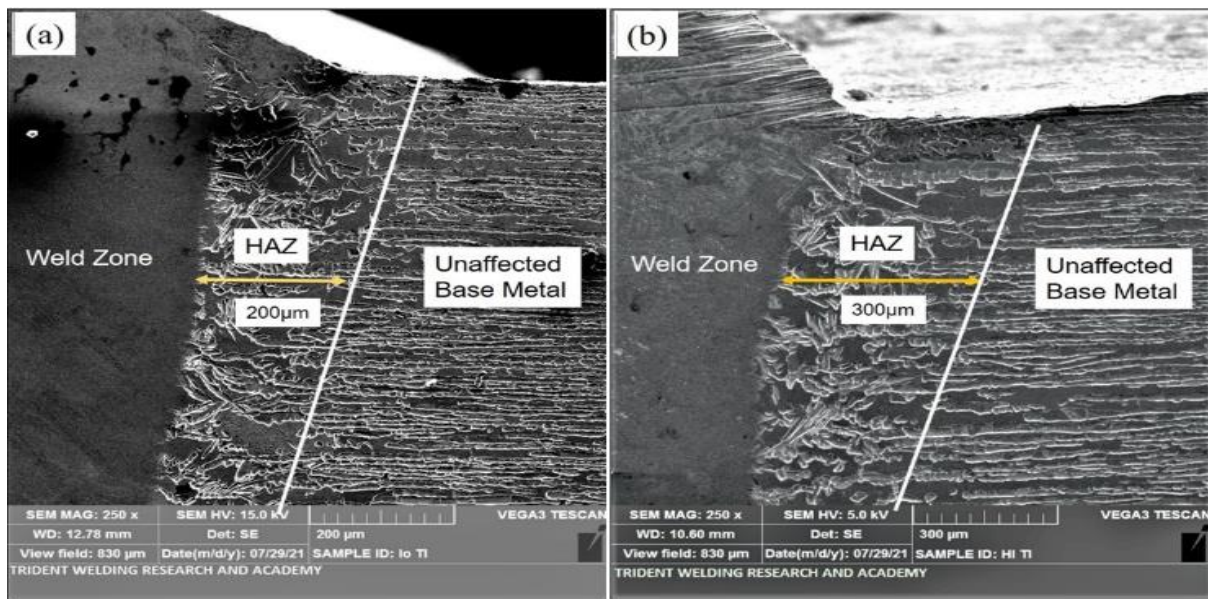 (a)
Weld Zone
HAZ
200µm
Unaffected
Base Metal
SEM MAG: 250 x
SEM HV: 15.0 kV
VEGA3 TESCAN
WD: 12.78 mm
Det: SE
200 µm
View field: 830 µm
Date(m/d/y): 07/29/21
SAMPLE ID: lo TI
TRIDENT WELDING RESEARCH AND ACADEMY
(b)
Weld Zone
HAZ
300µm
Unaffected
Base Metal
SEM MAG: 250 x
SEM HV: 5.0 kV
VEGA3 TESCAN
WD: 10.60 mm
Det: SE
300 µm
View field: 830 µm
Date(m/d/y): 07/29/21
SAMPLE ID: HI TI
TRIDENT WELDING RESEARCH AND ACADEMY